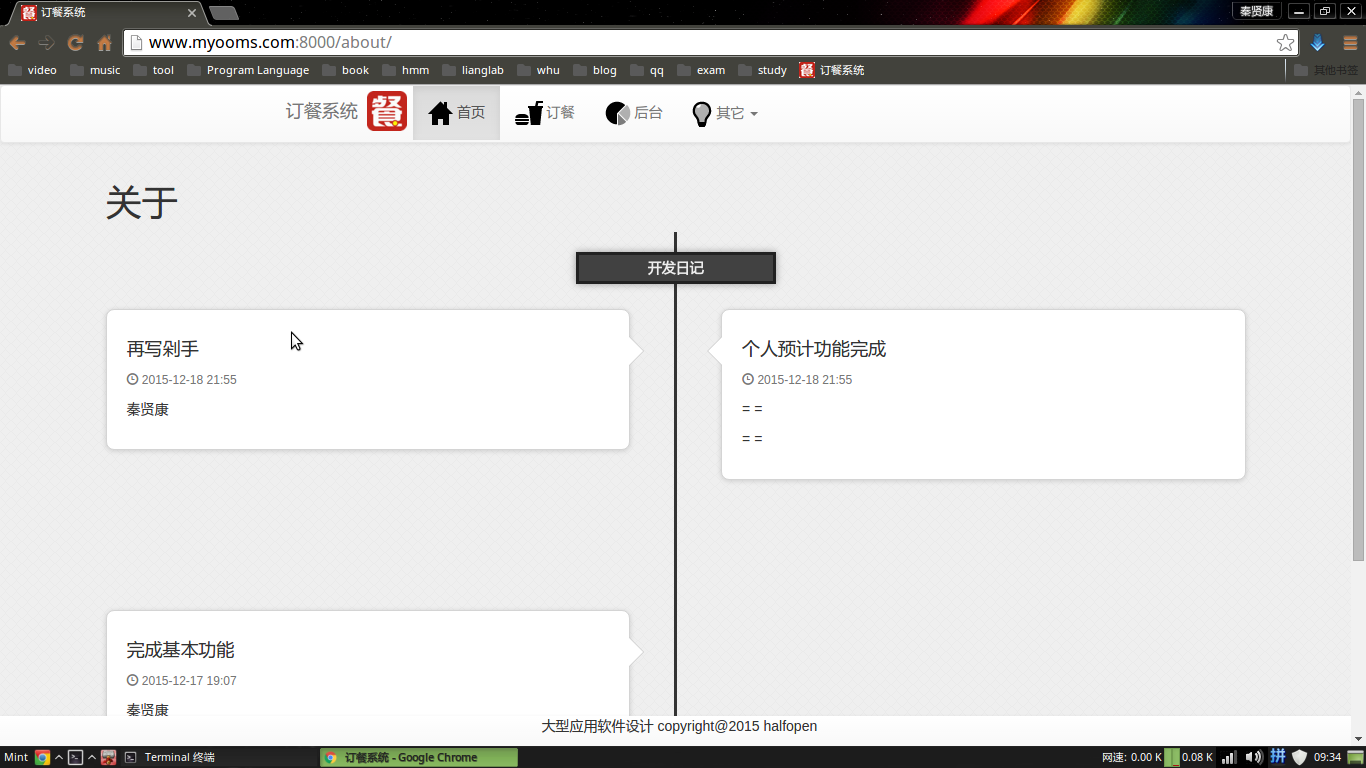 订餐系统
秦贤康
www.myooms.com:8000/about/
video music tool Program Language book hmm lianglab whu blog qq exam study 订餐系统 其他书签
订餐系统 餐 首页 订餐 后台 其它
关于
开发日记
再写剁手
2015-12-18 21:55
秦贤康
个人预计功能完成
2015-12-18 21:55
= =
= =
完成基本功能
2015-12-17 19:07
秦贤康
大型应用软件设计 copyright@2015 halfopen
Mint Terminal 终端 订餐系统 - Google Chrome 网速: 0.00 K 0.08 K 拼 09:34